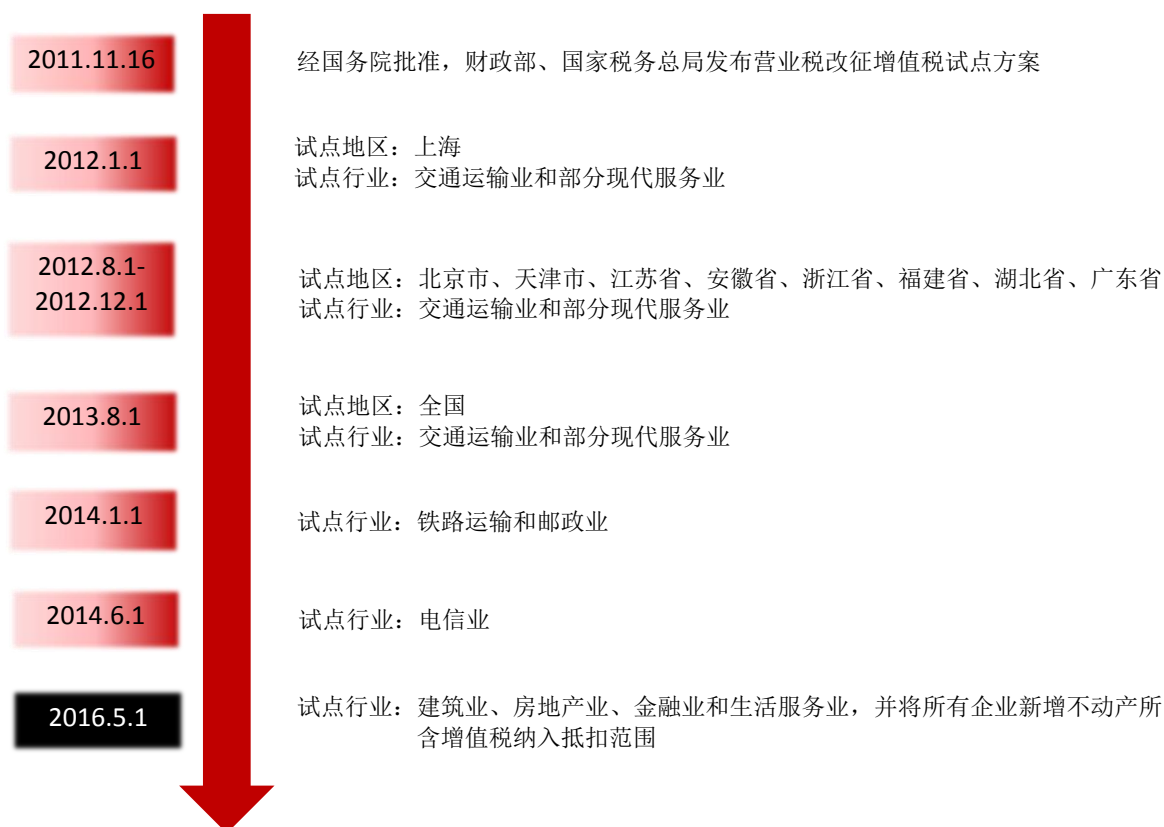 2011.11.16
经国务院批准，财政部、国家税务总局发布营业税改征增值税试点方案
2012.1.1
试点地区：上海
试点行业：交通运输业和部分现代服务业
2012.8.1-
2012.12.1
试点地区：北京市、天津市、江苏省、安徽省、浙江省、福建省、湖北省、广东省
试点行业：交通运输业和部分现代服务业
2013.8.1
试点地区：全国
试点行业：交通运输业和部分现代服务业
2014.1.1
试点行业：铁路运输和邮政业
2014.6.1
试点行业：电信业
2016.5.1
试点行业：建筑业、房地产业、金融业和生活服务业，并将所有企业新增不动产所
含增值税纳入抵扣范围